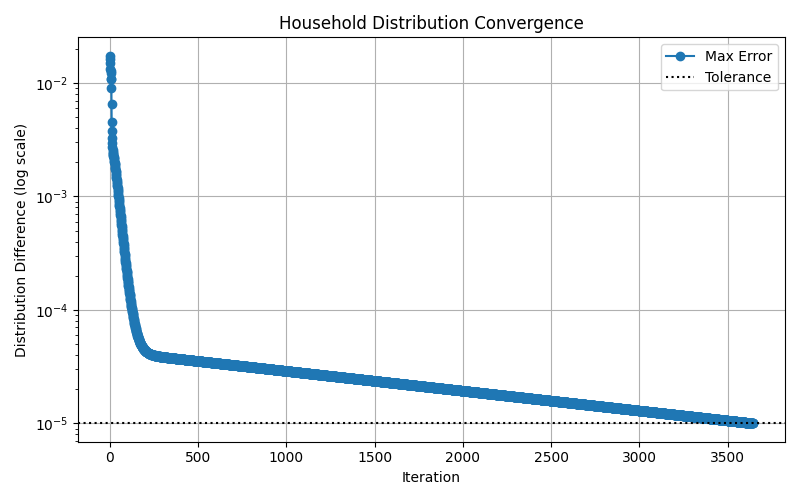 Household Distribution Convergence
Max Error
Tolerance
Distribution Difference (log scale)
10⁻²
10⁻³
10⁻⁴
10⁻⁵
0 500 1000 1500 2000 2500 3000 3500
Iteration